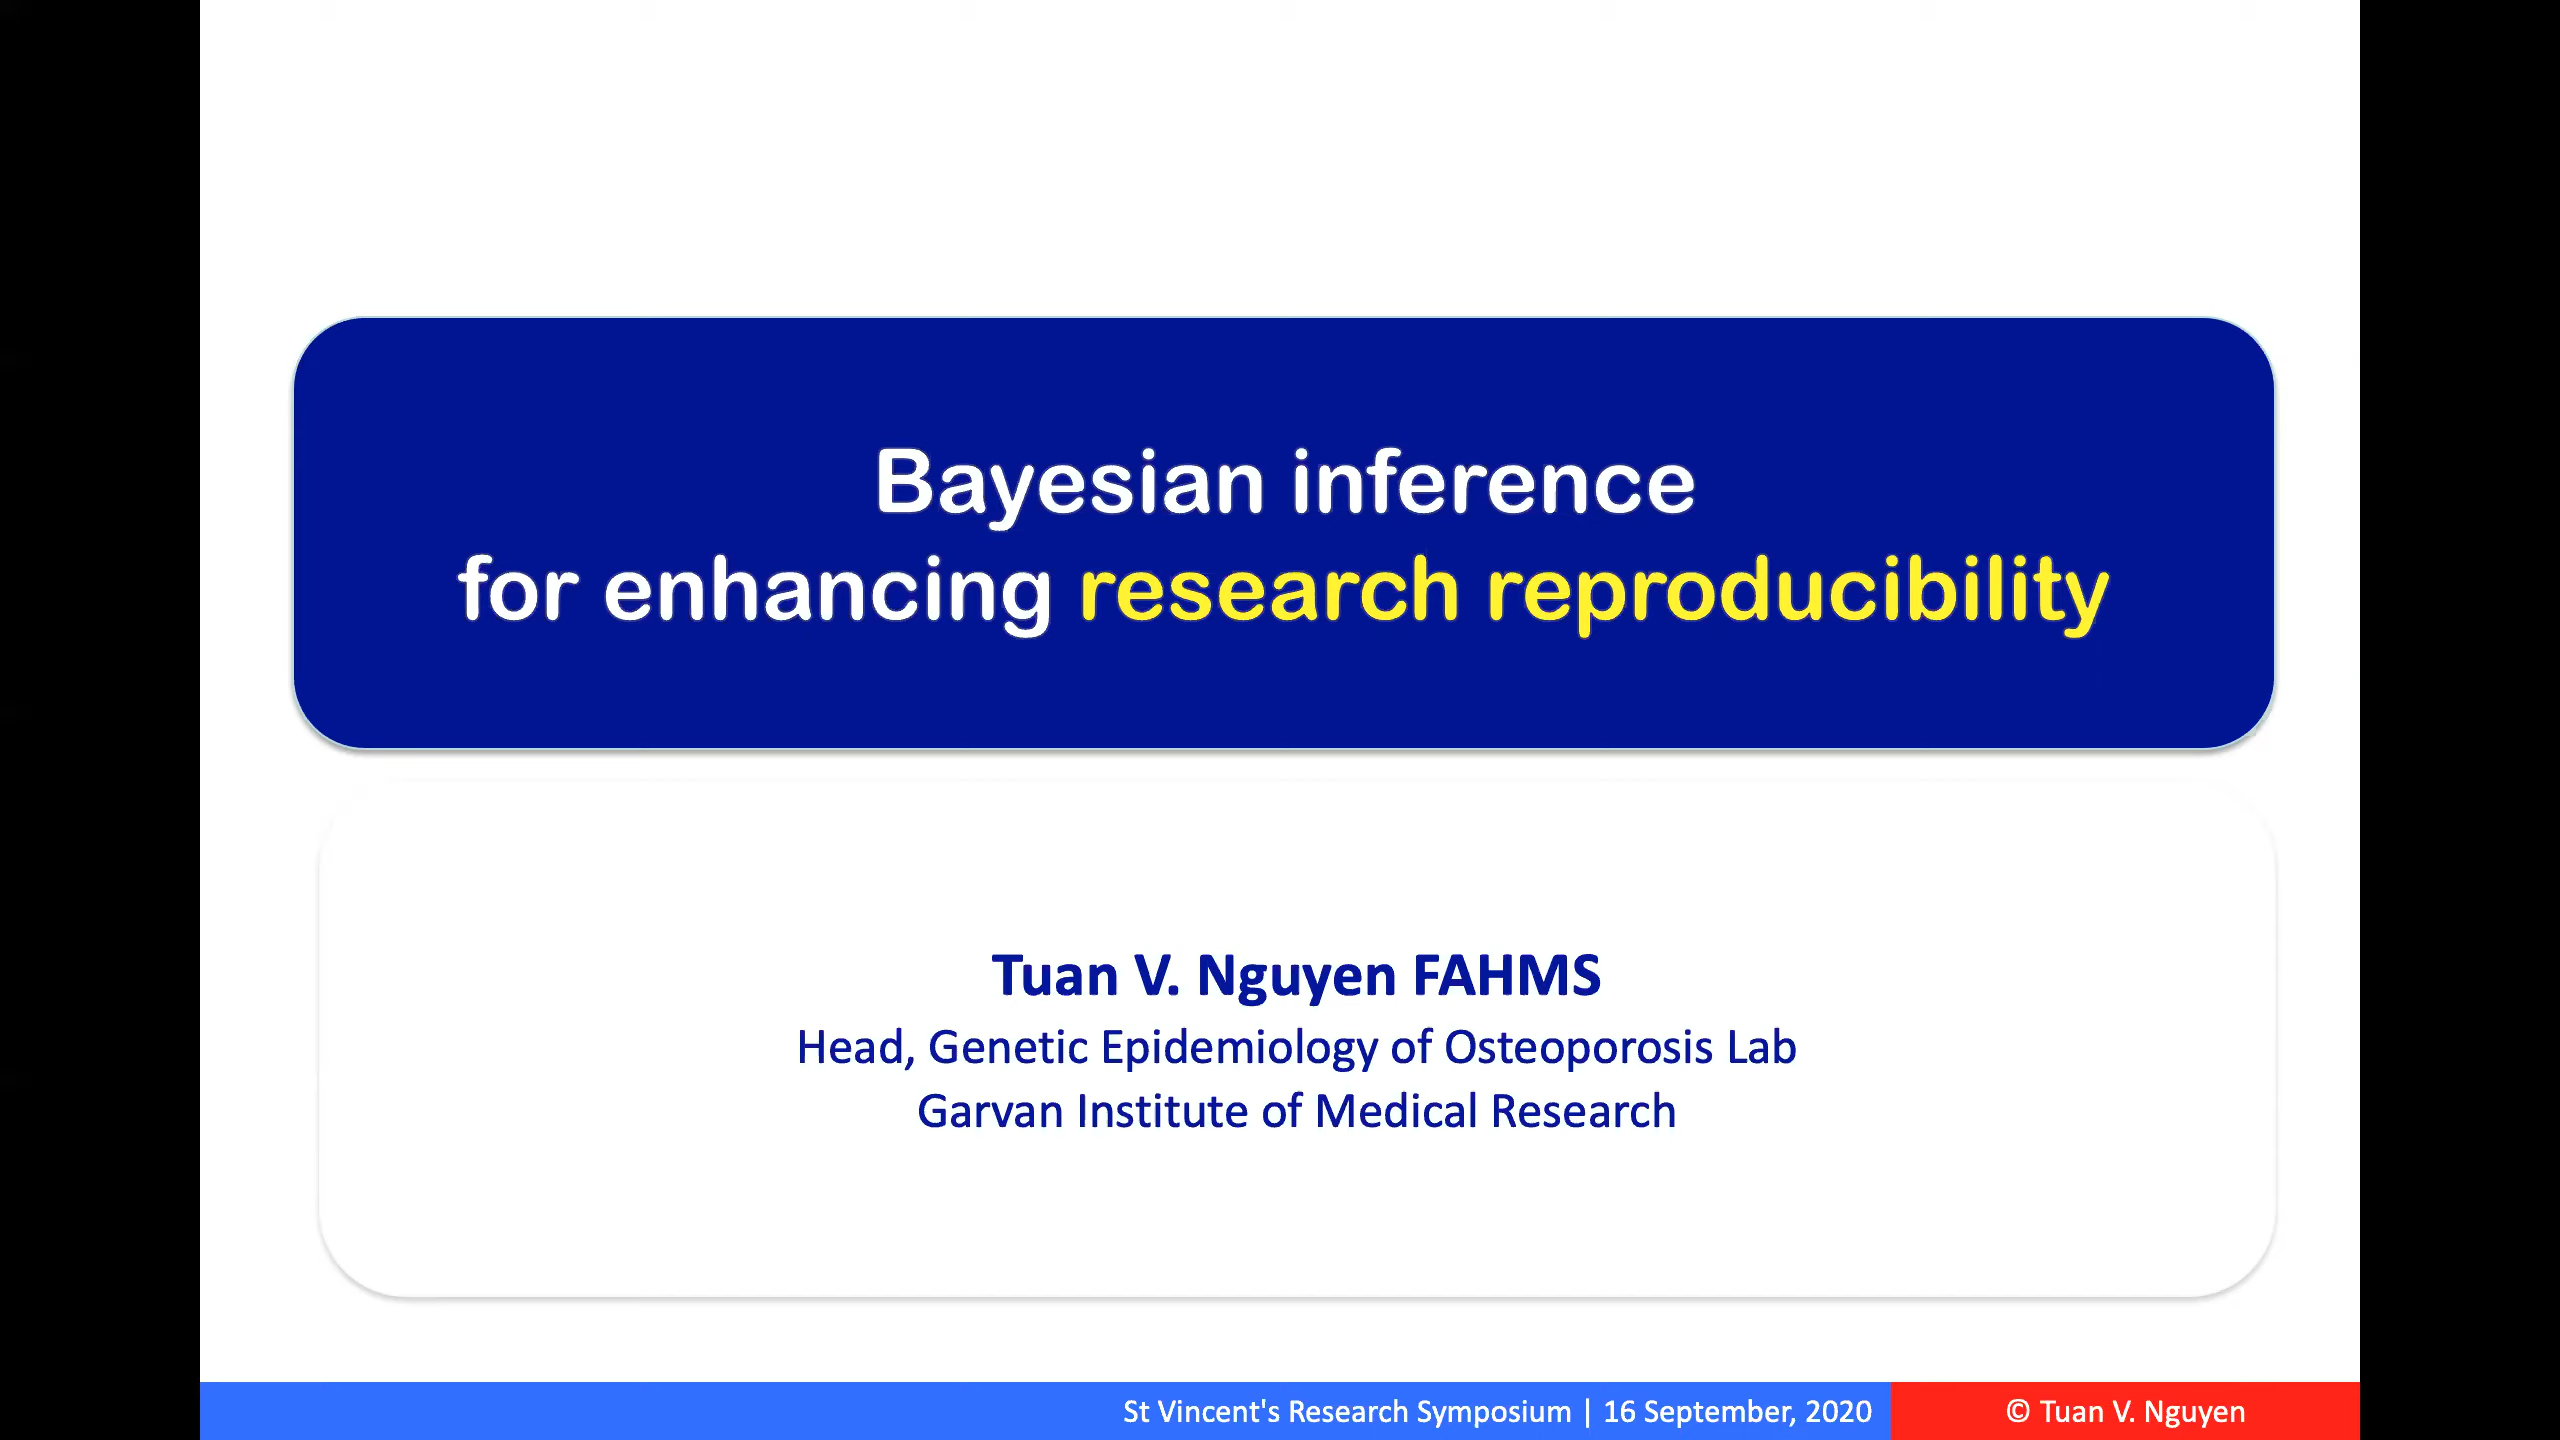 Bayesian inference
for enhancing research reproducibility
Tuan V. Nguyen FAHMS
Head, Genetic Epidemiology of Osteoporosis Lab
Garvan Institute of Medical Research
St Vincent's Research Symposium | 16 September, 2020
© Tuan V. Nguyen